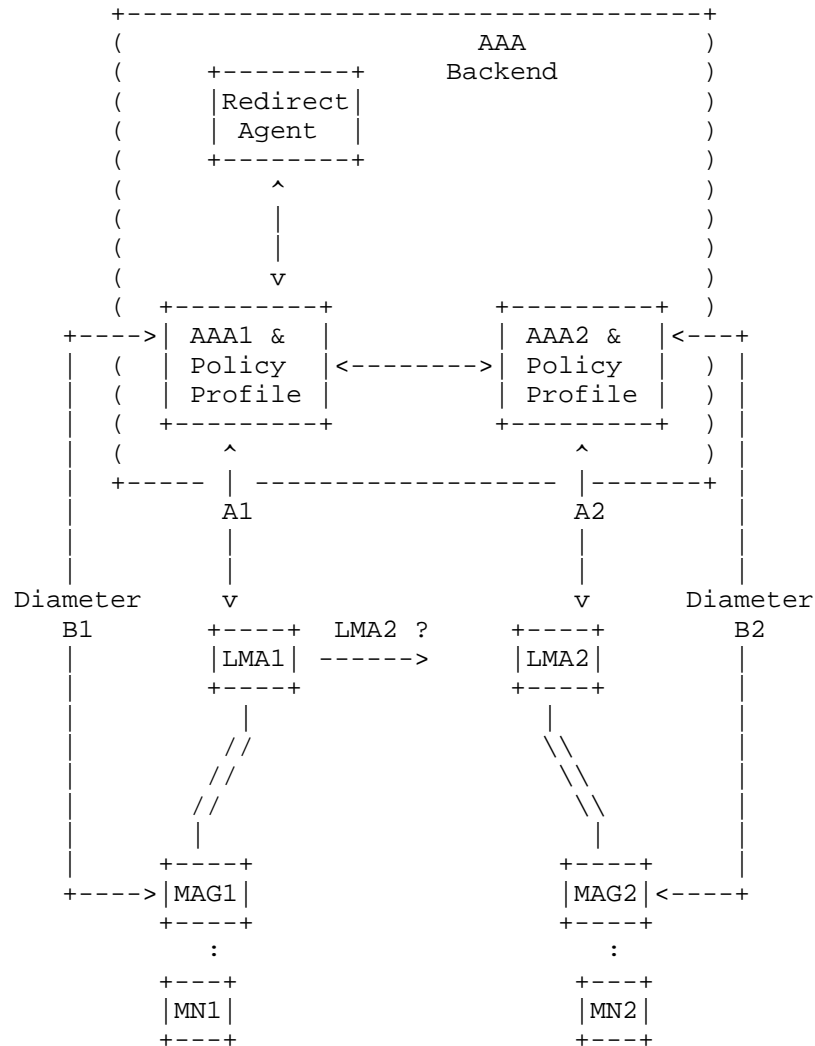 AAA
Backend
Redirect
Agent
AAA1 & AAA2 &
Policy Policy
Profile Profile
A1 A2
Diameter Diameter
B1 LMA2 ? B2
LMA1 LMA2
MAG1 MAG2
MN1 MN2